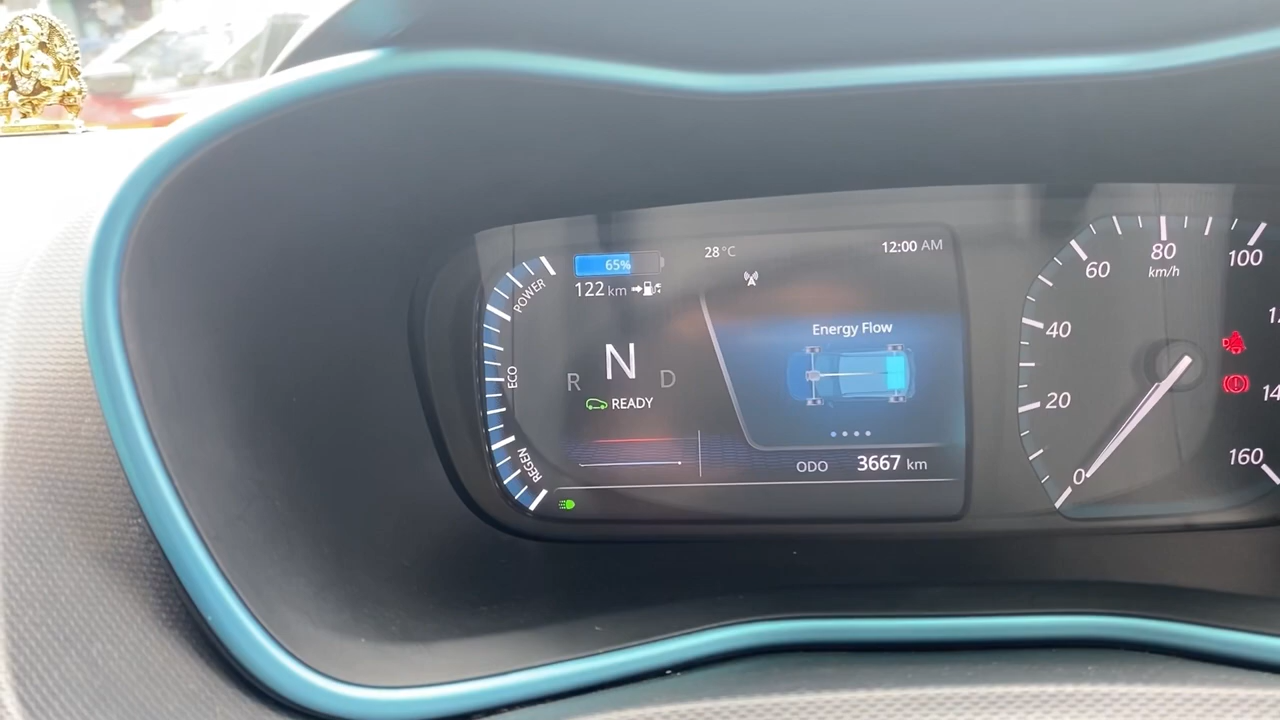 65%
28°C
12:00 AM
122 km
POWER
ECO
REGEN
R N D
READY
Energy Flow
ODO 3667 km
0
20
40
60
80
km/h
100
160